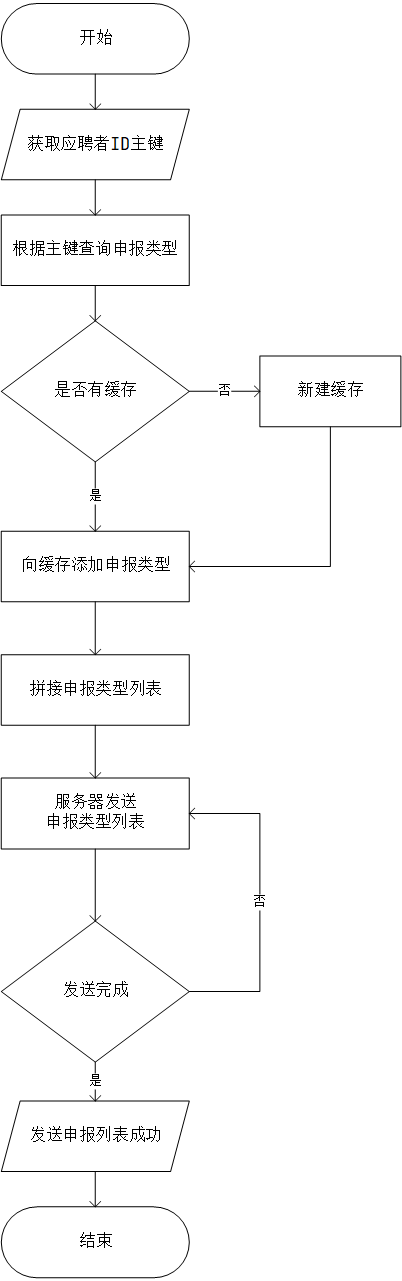 开始
获取应聘者ID主键
根据主键查询申报类型
是否有缓存
否
新建缓存
是
向缓存添加申报类型
拼接申报类型列表
服务器发送
申报类型列表
否
发送完成
是
发送申报列表成功
结束